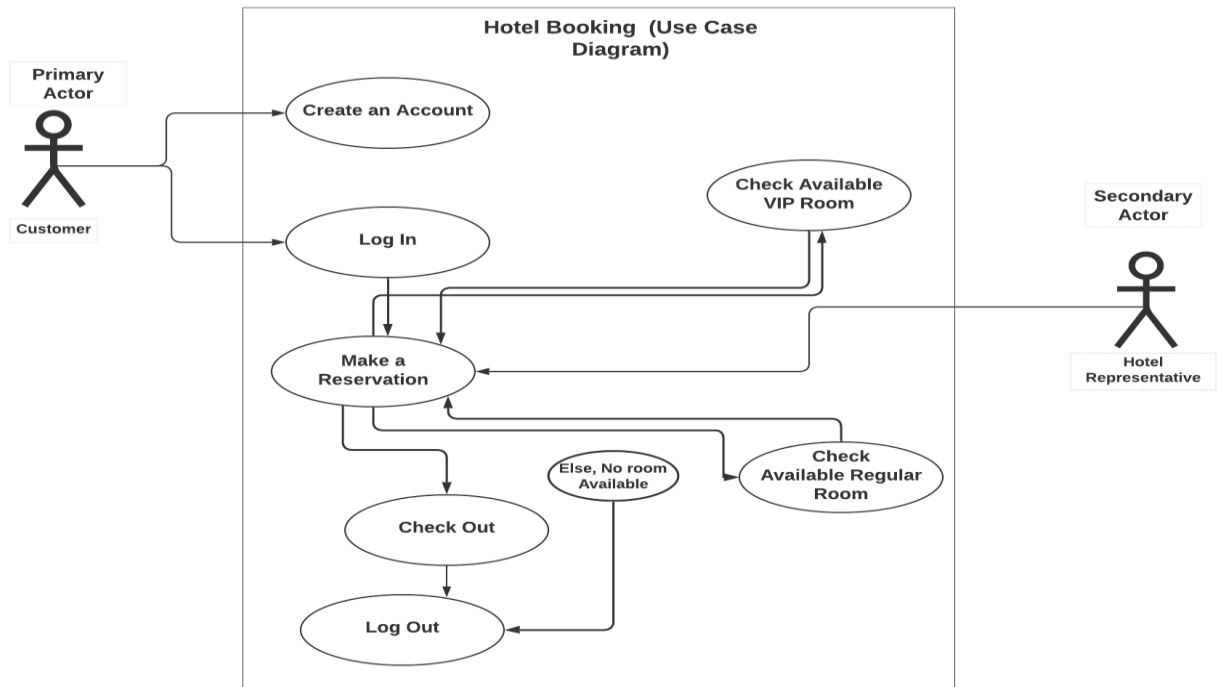 Hotel Booking (Use Case
Diagram)
Primary
Actor
Customer
Create an Account
Log In
Check Available
VIP Room
Secondary
Actor
Hotel
Representative
Make a
Reservation
Else, No room
Available
Check
Available Regular
Room
Check Out
Log Out